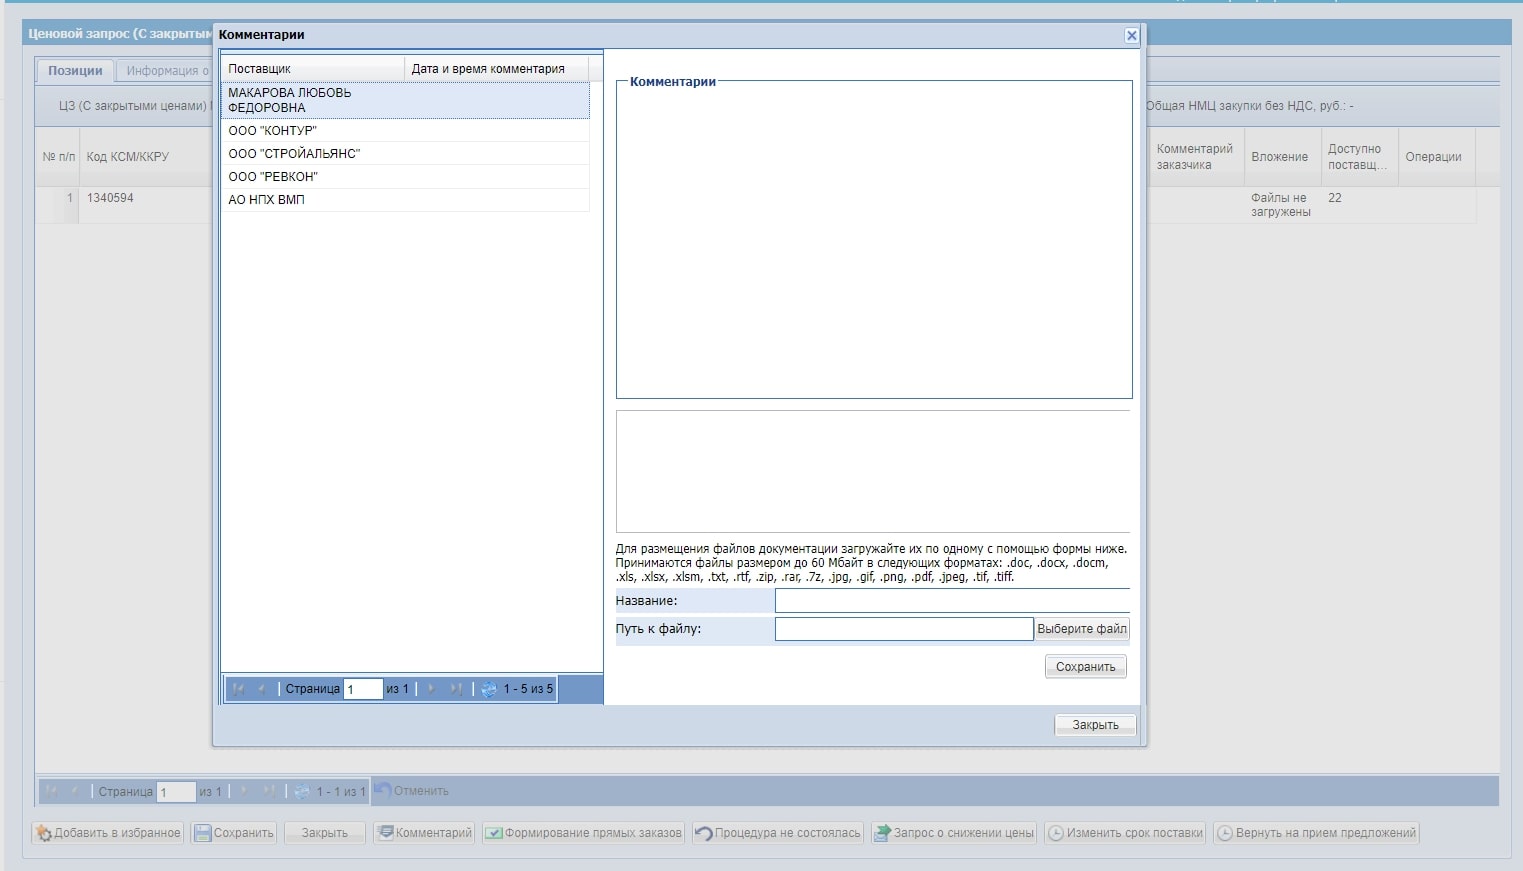 Ценовой запрос (С закрытым
Комментарии
Позиции
Информация о
ЦЗ (С закрытыми ценами)
Общая НМЦ закупки без НДС, руб.: -
№ п/п
Код КСМ/ККРУ
Комментарий
заказчика
Вложение
Доступно
поставщ...
Операции
1
1340594
Файлы не
загружены
22
Поставщик
Дата и время комментария
МАКАРОВА ЛЮБОВЬ
ФЕДОРОВНА
ООО "КОНТУР"
ООО "СТРОЙАЛЬЯНС"
ООО "РЕВКОН"
АО НПХ ВМП
Страница 1 из 1
1 - 5 из 5
Комментарии
Для размещения файлов документации загружайте их по одному с помощью формы ниже.
Принимаются файлы размером до 60 Мбайт в следующих форматах: .doc, .docx, .docm,
.xls, .xlsx, .xlsm, .txt, .rtf, .zip, .rar, .7z, .jpg, .gif, .png, .pdf, .jpeg, .tif, .tiff.
Название:
Путь к файлу:
Выберите файл
Сохранить
Закрыть
Страница 1 из 1
1 - 1 из 1
Отменить
Добавить в избранное
Сохранить
Закрыть
Комментарий
Формирование прямых заказов
Процедура не состоялась
Запрос о снижении цены
Изменить срок поставки
Вернуть на прием предложений